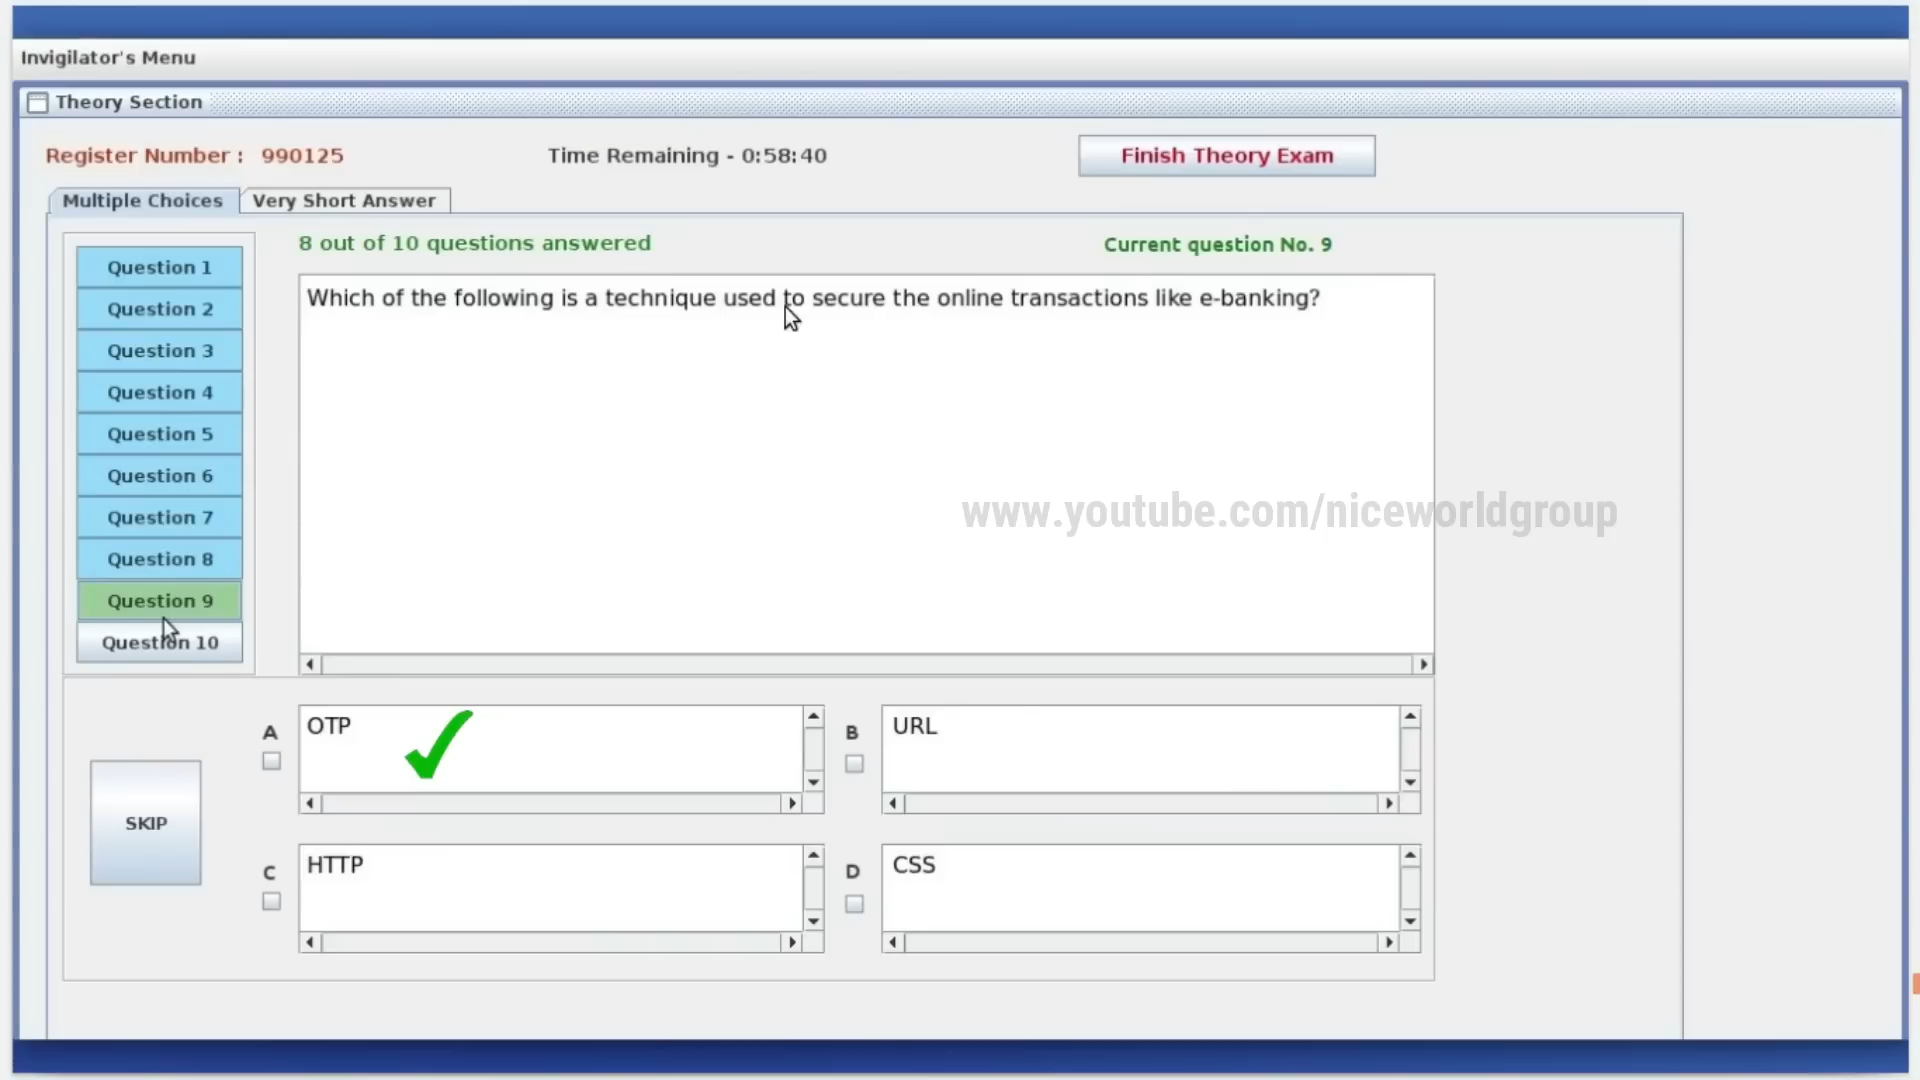 Invigilator's Menu
Theory Section
Register Number : 990125
Time Remaining - 0:58:40
Finish Theory Exam
Multiple Choices
Very Short Answer
8 out of 10 questions answered
Current question No. 9
Question 1
Question 2
Question 3
Question 4
Question 5
Question 6
Question 7
Question 8
Question 9
Question 10
Which of the following is a technique used to secure the online transactions like e-banking?
www.youtube.com/niceworldgroup
SKIP
A
OTP
B
URL
C
HTTP
D
CSS